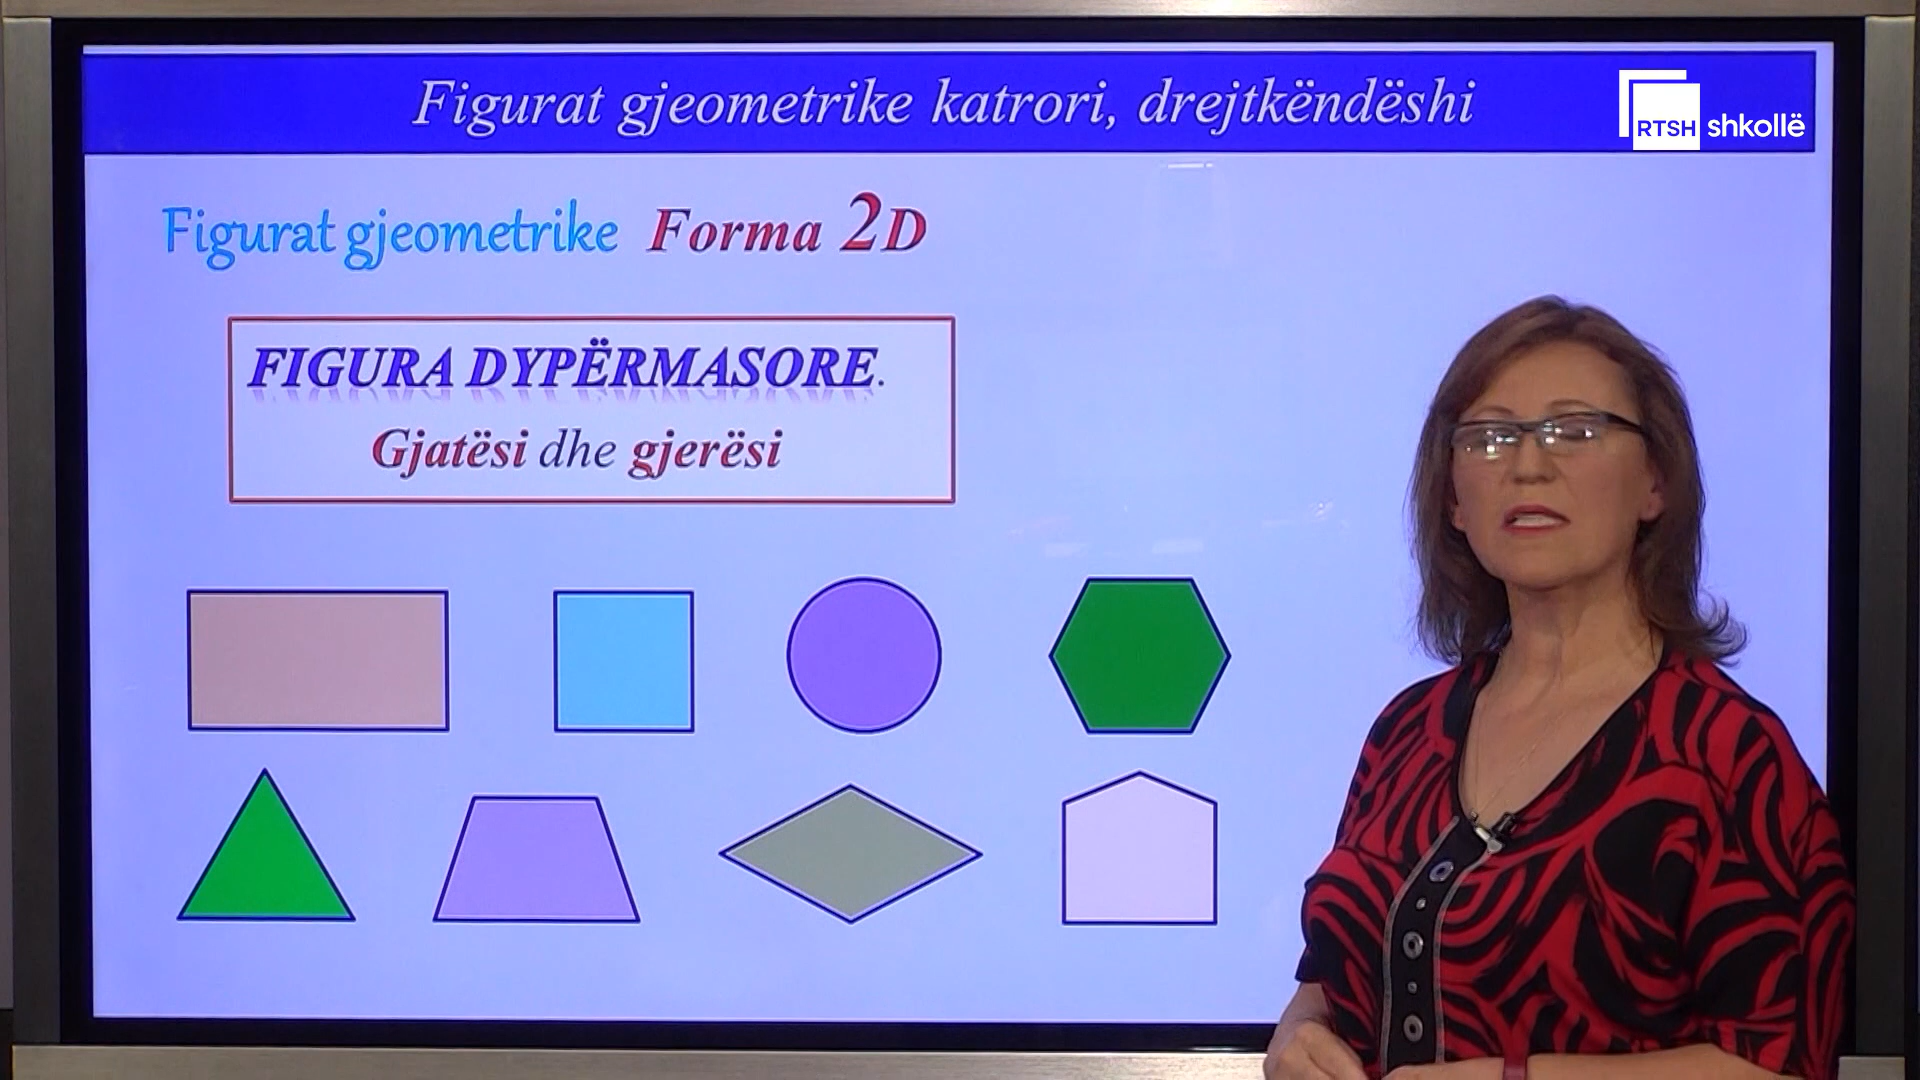 Figurat gjeometrike katrori, drejtkëndëshi
RTSH shkollë
Figurat gjeometrike Forma 2D
FIGURA DYPËRMASORE.
Gjatësi dhe gjerësi